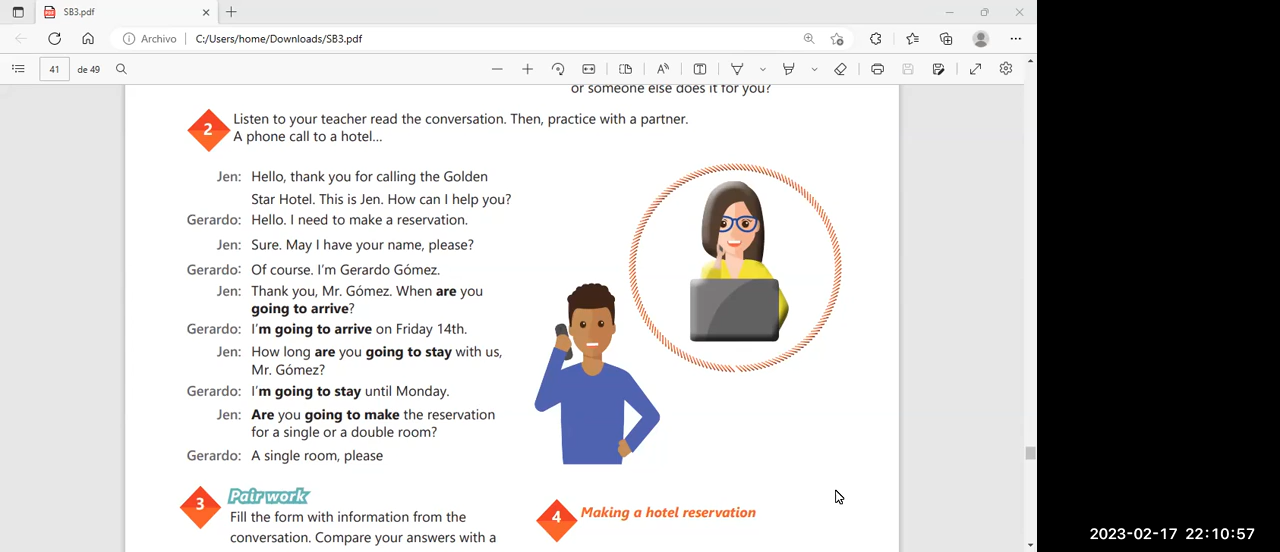 SB3.pdf
Archivo
C:/Users/home/Downloads/SB3.pdf
41
de 49
or someone else does it for you?
2
Listen to your teacher read the conversation. Then, practice with a partner.
A phone call to a hotel...
Jen: Hello, thank you for calling the Golden
Star Hotel. This is Jen. How can I help you?
Gerardo: Hello. I need to make a reservation.
Jen: Sure. May I have your name, please?
Gerardo: Of course. I'm Gerardo Gómez.
Jen: Thank you, Mr. Gómez. When are you
going to arrive?
Gerardo: I'm going to arrive on Friday 14th.
Jen: How long are you going to stay with us,
Mr. Gómez?
Gerardo: I'm going to stay until Monday.
Jen: Are you going to make the reservation
for a single or a double room?
Gerardo: A single room, please
3
Pair work
Fill the form with information from the
conversation. Compare your answers with a
4
Making a hotel reservation
2023-02-17 22:10:57